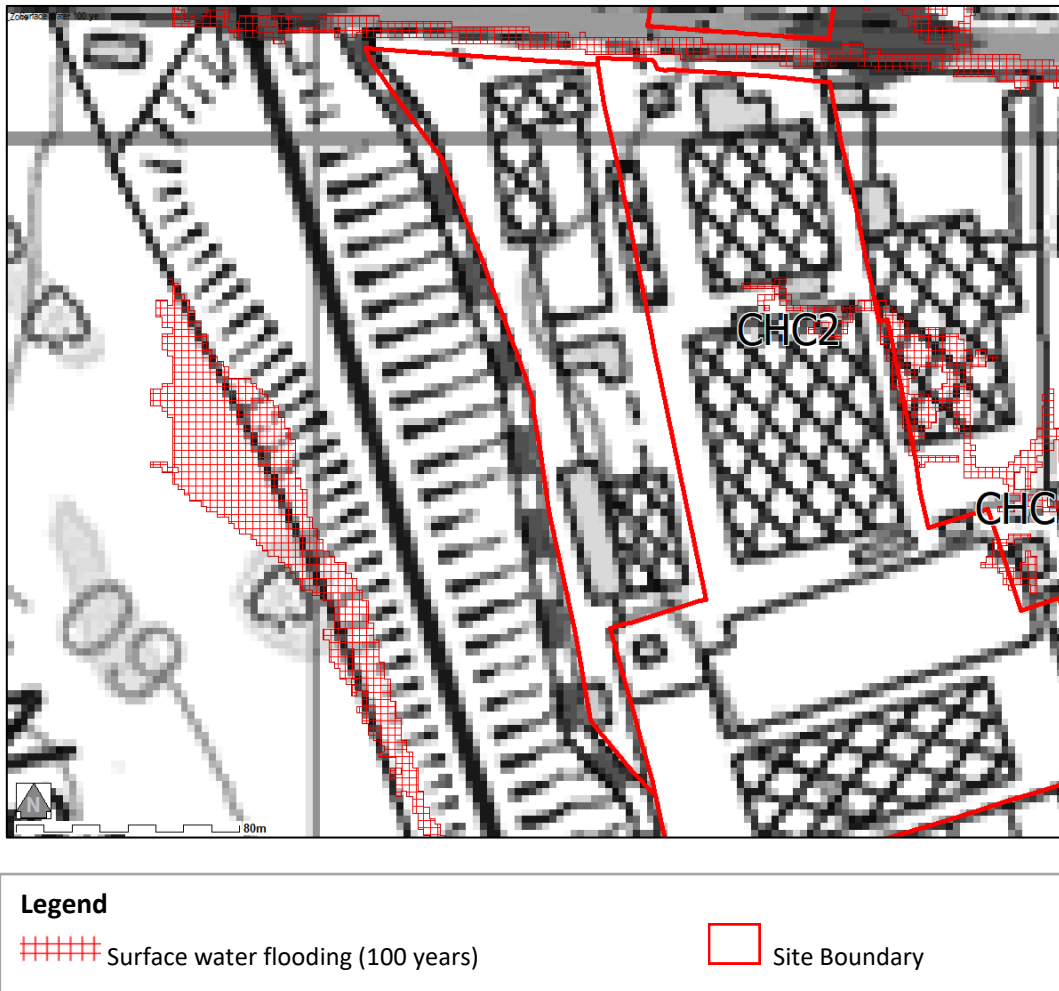 CHC2
CHC
N
80m
Legend
Surface water flooding (100 years)
Site Boundary